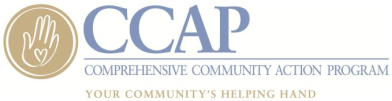 CCAP
COMPREHENSIVE COMMUNITY ACTION PROGRAM
YOUR COMMUNITY'S HELPING HAND